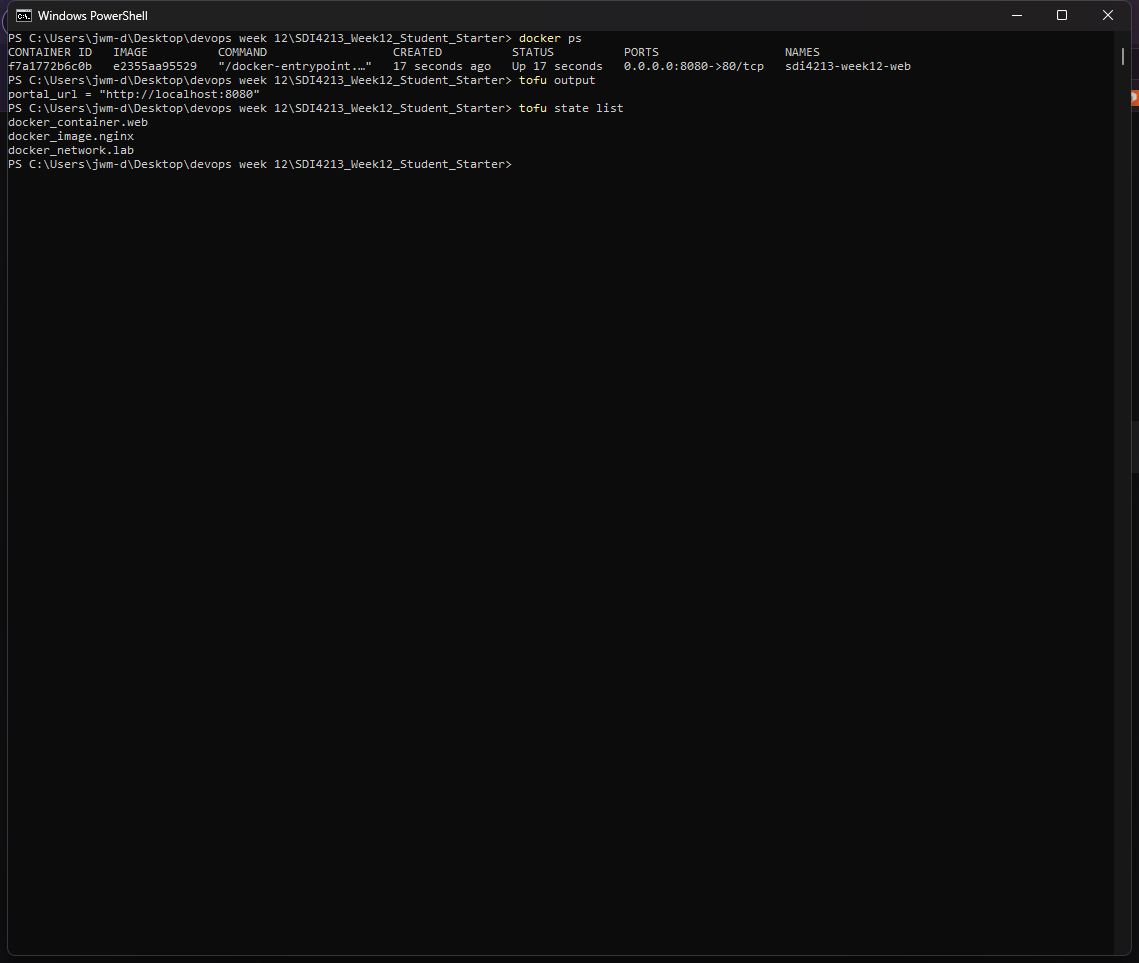 Windows PowerShell
PS C:\Users\jwm-d\Desktop\devops week 12\SDI4213_Week12_Student_Starter> docker ps
CONTAINER ID   IMAGE          COMMAND                  CREATED          STATUS          PORTS                  NAMES
f7a1772b6c0b   e2355aa95529   "/docker-entrypoint.…"   17 seconds ago   Up 17 seconds   0.0.0.0:8080->80/tcp   sdi4213-week12-web
PS C:\Users\jwm-d\Desktop\devops week 12\SDI4213_Week12_Student_Starter> tofu output
portal_url = "http://localhost:8080"
PS C:\Users\jwm-d\Desktop\devops week 12\SDI4213_Week12_Student_Starter> tofu state list
docker_container.web
docker_image.nginx
docker_network.lab
PS C:\Users\jwm-d\Desktop\devops week 12\SDI4213_Week12_Student_Starter>